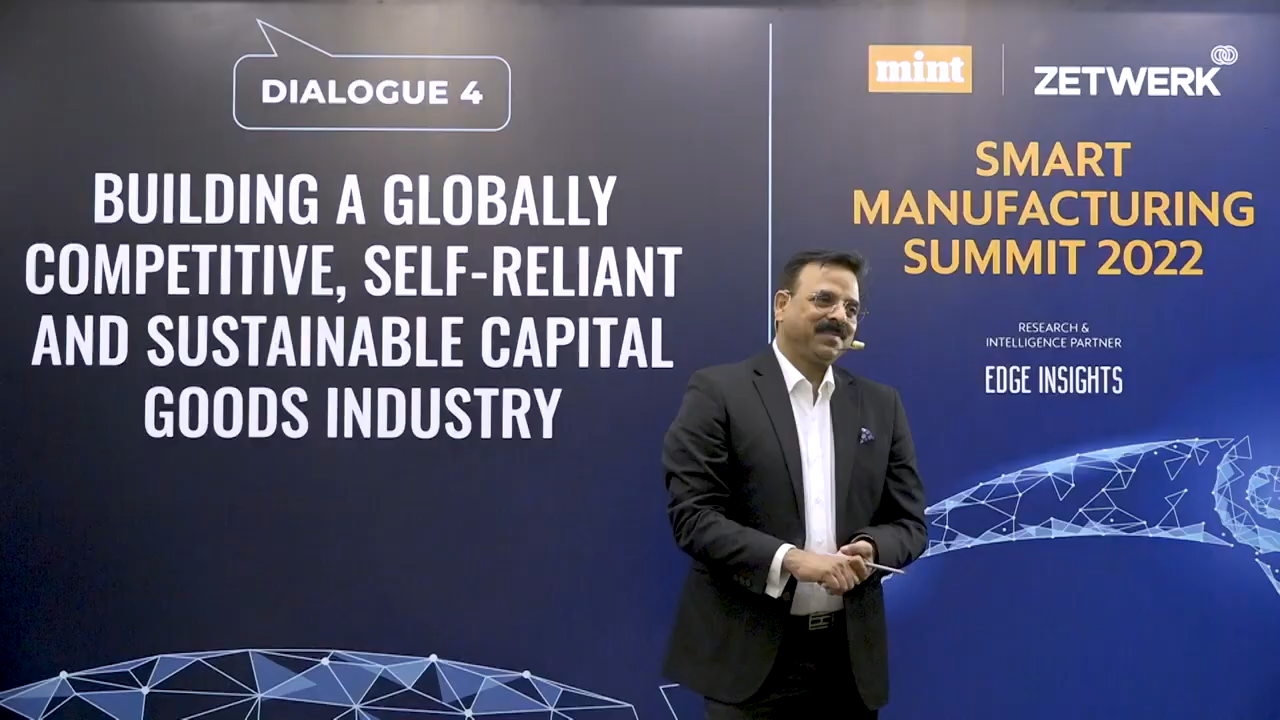 DIALOGUE 4
BUILDING A GLOBALLY
COMPETITIVE, SELF-RELIANT
AND SUSTAINABLE CAPITAL
GOODS INDUSTRY
mint
ZETWERK
SMART
MANUFACTURING
SUMMIT 2022
RESEARCH &
INTELLIGENCE PARTNER
EDGE INSIGHTS